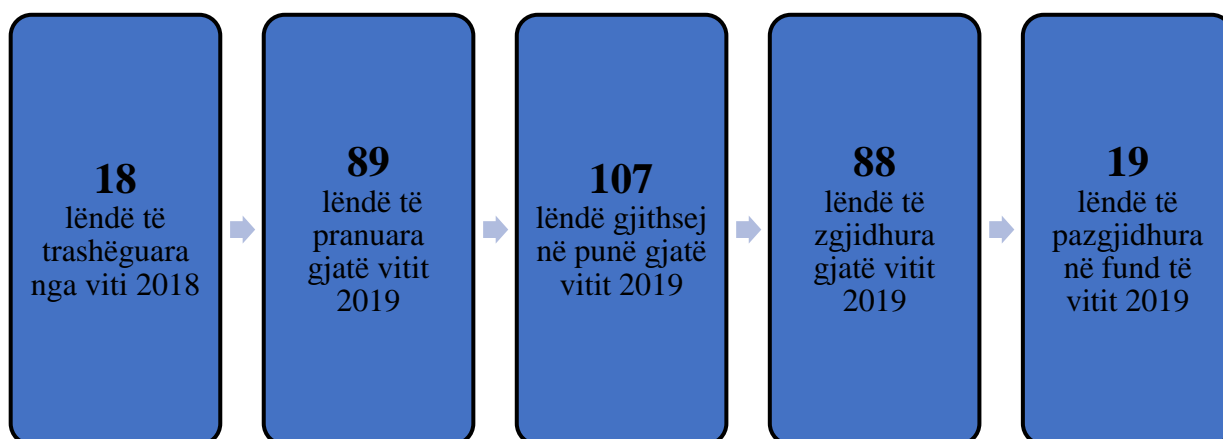 18
lëndë të
trashëguara
nga viti 2018
89
lëndë të
pranuara
gjatë vitit
2019
107
lëndë gjithsej
në punë gjatë
vitit 2019
88
lëndë të
zgjidhura
gjatë vitit
2019
19
lëndë të
pazgjidhura
në fund të
vitit 2019